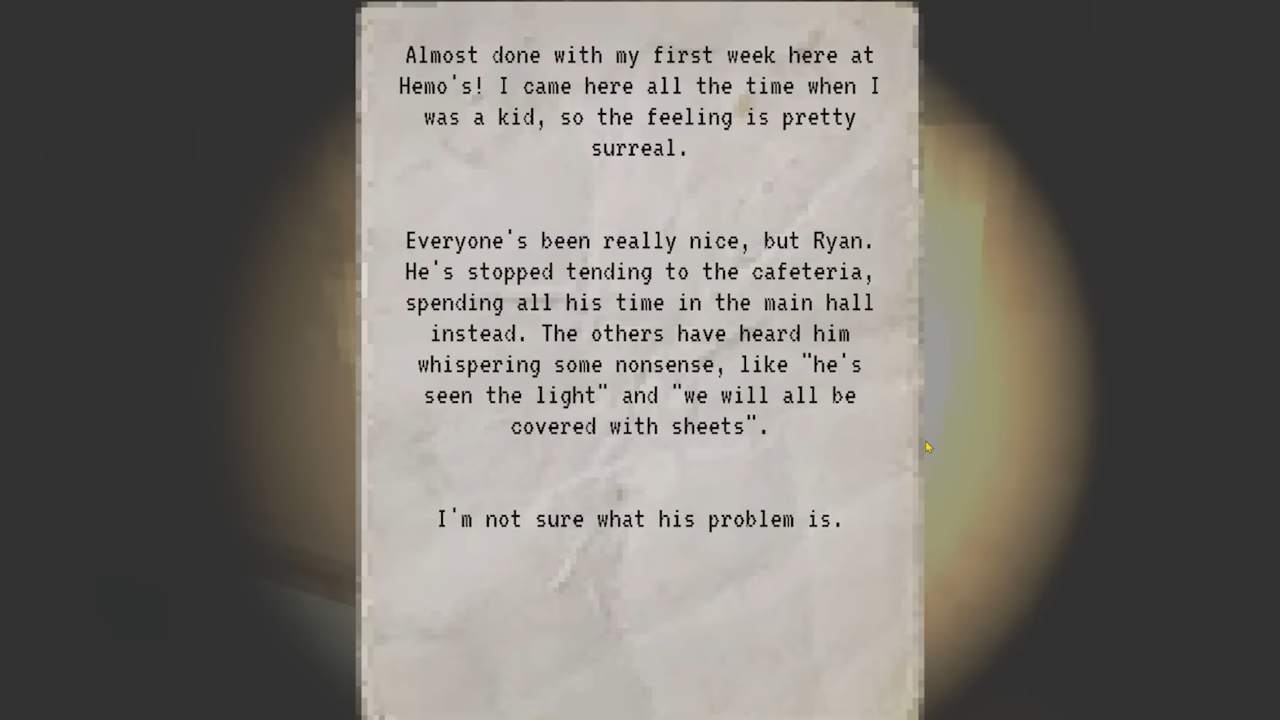 Almost done with my first week here at
Hemo's! I came here all the time when I
was a kid, so the feeling is pretty
surreal.
Everyone's been really nice, but Ryan.
He's stopped tending to the cafeteria,
spending all his time in the main hall
instead. The others have heard him
whispering some nonsense, like "he's
seen the light" and "we will all be
covered with sheets".
I'm not sure what his problem is.